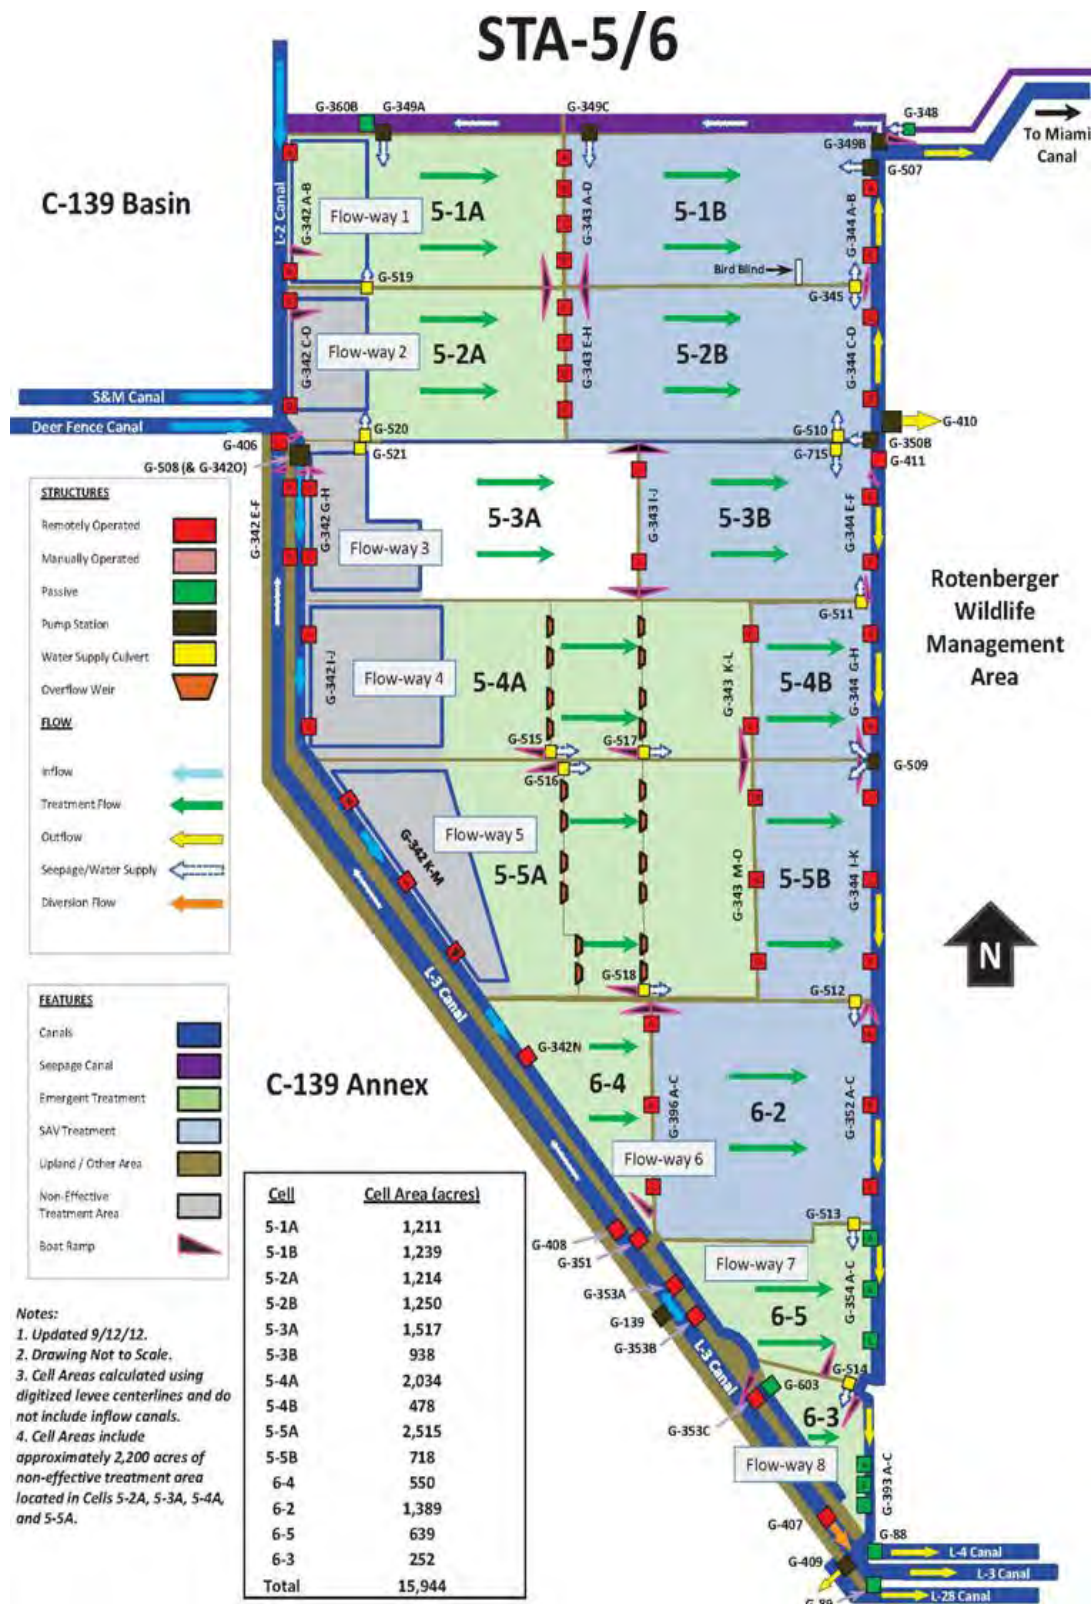 STA-5/6
G-360B
G-349A
G-349C
G-348
To Miami
Canal
G-349B
G-507
C-139 Basin
L-2 Canal
G-342 A-B
Flow-way 1
5-1A
G-343 A-D
5-1B
G-344 A-B
Bird Blind
G-519
G-345
G-342 C-D
Flow-way 2
5-2A
G-343 E-H
5-2B
G-344 C-D
S&M Canal
Deer Fence Canal
G-406
G-520
G-521
G-510
G-715
G-410
G-350B
G-411
G-508 (& G-342O)
G-342 E-F
G-342 G-H
Flow-way 3
5-3A
G-343 I-J
5-3B
G-344 E-F
STRUCTURES
Remotely Operated
Manually Operated
Passive
Pump Station
Water Supply Culvert
Overflow Weir
FLOW
Inflow
Treatment Flow
Outflow
Seepage/Water Supply
Diversion Flow
Rotenberger
Wildlife
Management
Area
G-511
G-342 I-J
Flow-way 4
5-4A
G-343 K-L
5-4B
G-344 G-H
G-515
G-517
G-516
G-509
Flow-way 5
G-342 K-M
5-5A
G-343 M-O
5-5B
G-344 I-K
N
L-3 Canal
G-518
G-512
FEATURES
Canals
Seepage Canal
Emergent Treatment
SAV Treatment
Upland / Other Area
Non-Effective
Treatment Area
Boat Ramp
G-342N
C-139 Annex
6-4
G-396 A-C
6-2
G-352 A-C
Flow-way 6
G-513
G-408
G-351
Flow-way 7
G-353A
G-139
G-353B
6-5
G-354 A-C
L-3 Canal
G-514
G-603
6-3
G-353C
Flow-way 8
G-393 A-C
G-407
G-88
G-409
L-4 Canal
L-3 Canal
G-89
L-28 Canal
Cell Cell Area (acres)
5-1A 1,211
5-1B 1,239
5-2A 1,214
5-2B 1,250
5-3A 1,517
5-3B 938
5-4A 2,034
5-4B 478
5-5A 2,515
5-5B 718
6-4 550
6-2 1,389
6-5 639
6-3 252
Total 15,944
Notes:
1. Updated 9/12/12.
2. Drawing Not to Scale.
3. Cell Areas calculated using
digitized levee centerlines and do
not include inflow canals.
4. Cell Areas include
approximately 2,200 acres of
non-effective treatment area
located in Cells 5-2A, 5-3A, 5-4A,
and 5-5A.